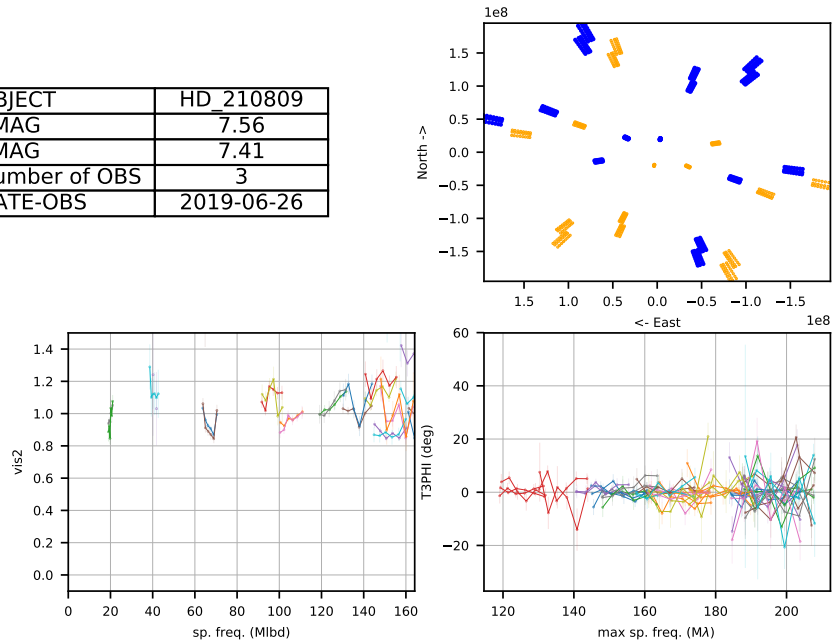 BJECT HD_210809
MAG 7.56
MAG 7.41
umber of OBS 3
ATE-OBS 2019-06-26
1e8
1.5
1.0
0.5
0.0
−0.5
−1.0
−1.5
North ->
1.5 1.0 0.5 0.0 −0.5 −1.0 −1.5
<- East
1e8
1.4
1.2
1.0
0.8
0.6
0.4
0.2
0.0
vis2
0 20 40 60 80 100 120 140 160
sp. freq. (Mlbd)
60
40
20
0
−20
T3PHI (deg)
120 140 160 180 200
max sp. freq. (Mλ)